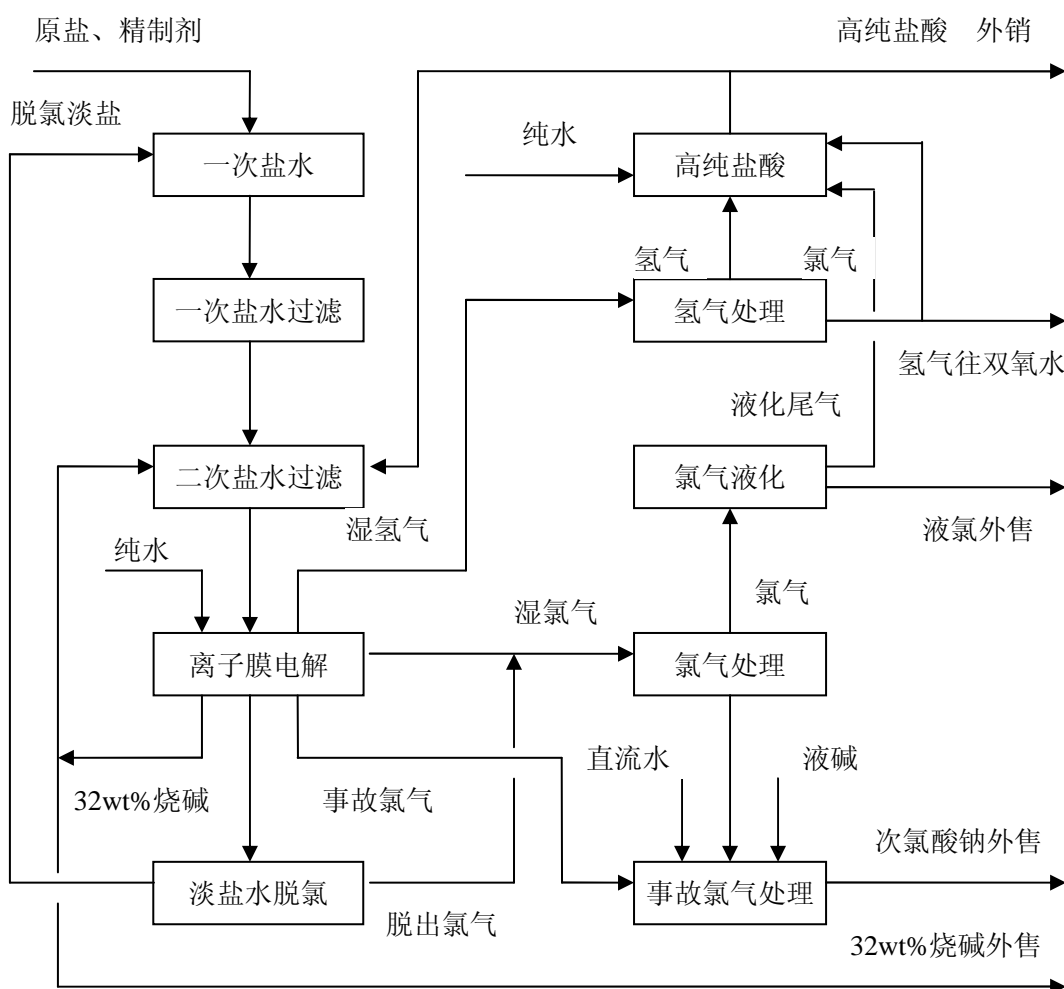 原盐、精制剂
高纯盐酸 外销
脱氯淡盐
纯水
一次盐水
高纯盐酸
氢气
氯气
一次盐水过滤
氢气处理
氢气往双氧水
液化尾气
二次盐水过滤
氯气液化
湿氢气
液氯外售
纯水
氯气
湿氯气
离子膜电解
氯气处理
直流水
液碱
32wt%烧碱
事故氯气
次氯酸钠外售
淡盐水脱氯
事故氯气处理
脱出氯气
32wt%烧碱外售